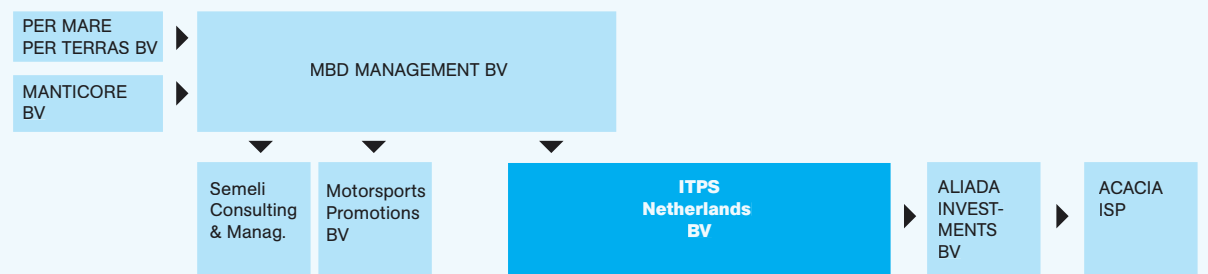 PER MARE
PER TERRAS BV
MANTICORE
BV
MBD MANAGEMENT BV
Semeli
Consulting
& Manag.
Motorsports
Promotions
BV
ITPS
Netherlands
BV
ALIADA
INVEST-
MENTS
BV
ACACIA
ISP